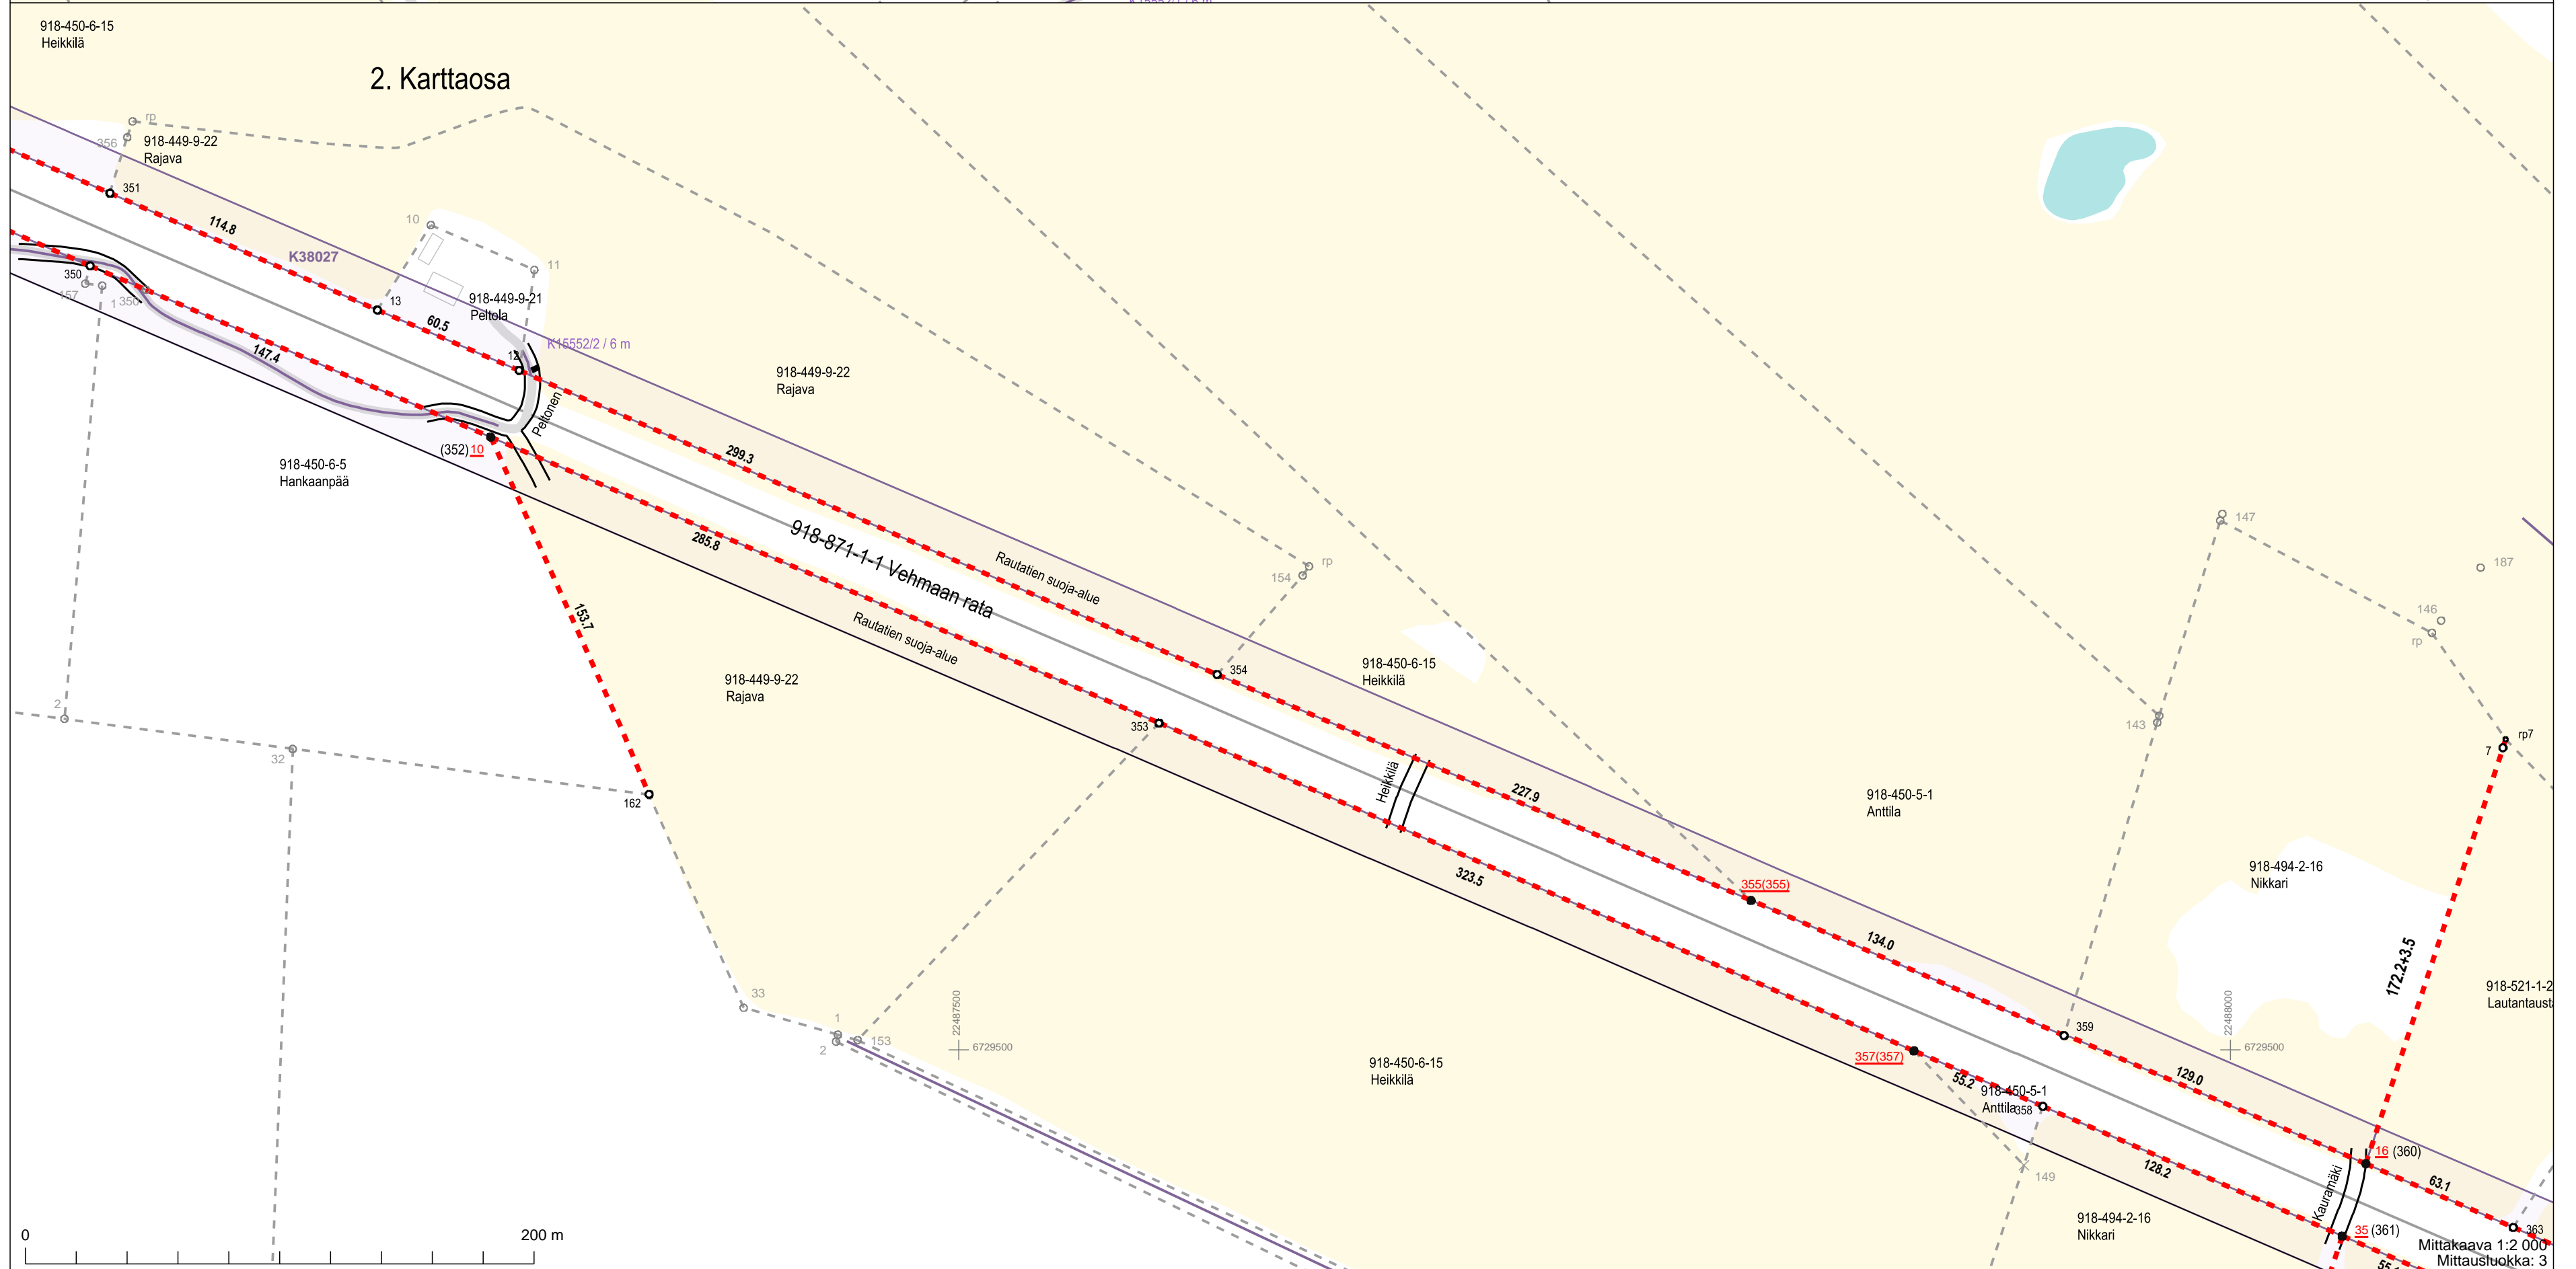 918-450-6-15
Heikkilä
2. Karttaosa
rp
356
918-449-9-22
Rajava
351
114.8
10
K38027
11
350
157
1
350
13
918-449-9-21
Peltola
60.5
147.4
12
K15552/2 / 6 m
918-449-9-22
Rajava
Peltonen
(352) 10
918-450-6-5
Hankaanpää
299.3
285.8
918-871-1-1 Vehmaan rata
Rautatien suoja-alue
Rautatien suoja-alue
147
187
154
rp
146
rp
153.7
354
918-450-6-15
Heikkilä
918-449-9-22
Rajava
2
353
143
rp7
7
32
162
Heikkilä
227.9
918-450-5-1
Anttila
323.5
355(355)
918-494-2-16
Nikkari
134.0
172.2+3.5
918-521-1-2
Lautantaust
33
1
2
153
22487500
6729500
22488000
6729500
359
357(357)
918-450-6-15
Heikkilä
55.2
918-450-5-1
Anttila
358
129.0
149
128.2
16 (360)
63.1
Kauramäki
918-494-2-16
Nikkari
35 (361)
363
0
200 m
Mittakaava 1:2 000
Mittausluokka: 3